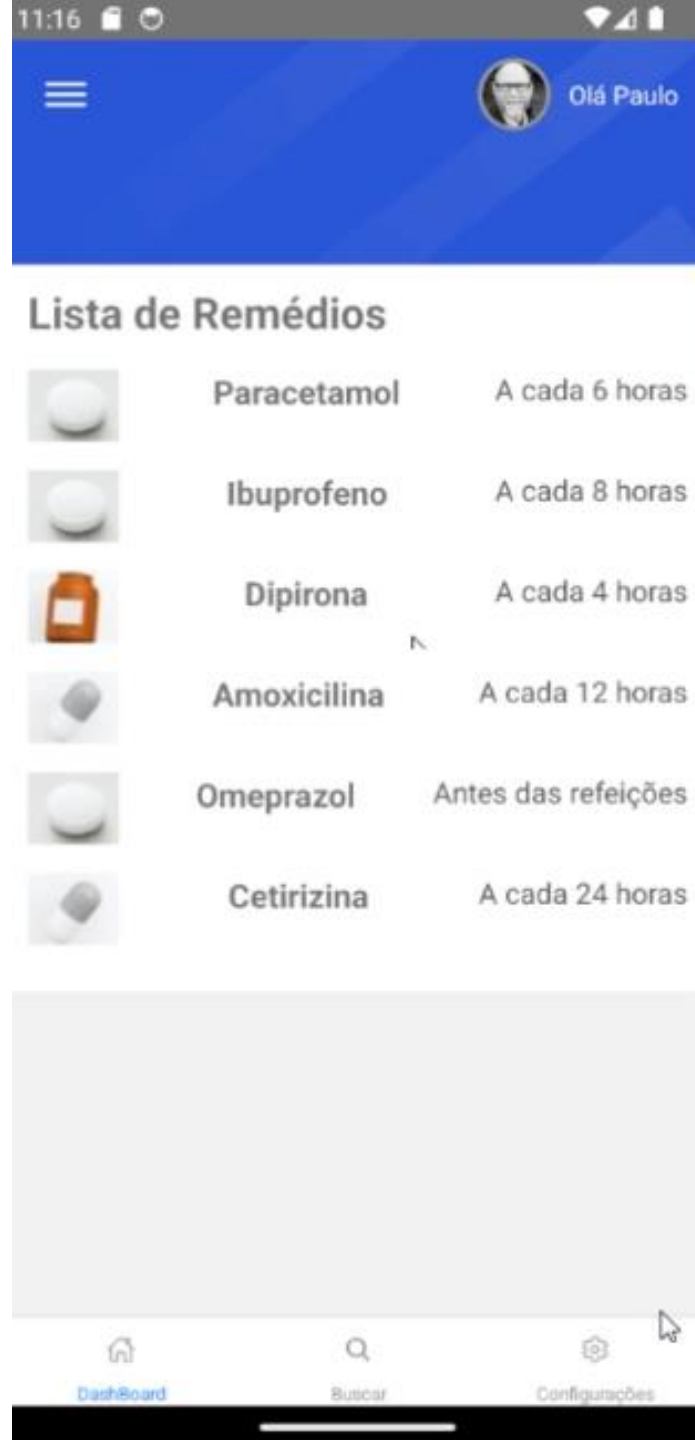 11:16
Olá Paulo
Lista de Remédios
Paracetamol A cada 6 horas
Ibuprofeno A cada 8 horas
Dipirona A cada 4 horas
Amoxicilina A cada 12 horas
Omeprazol Antes das refeições
Cetirizina A cada 24 horas
DashBoard Buscar Configurações